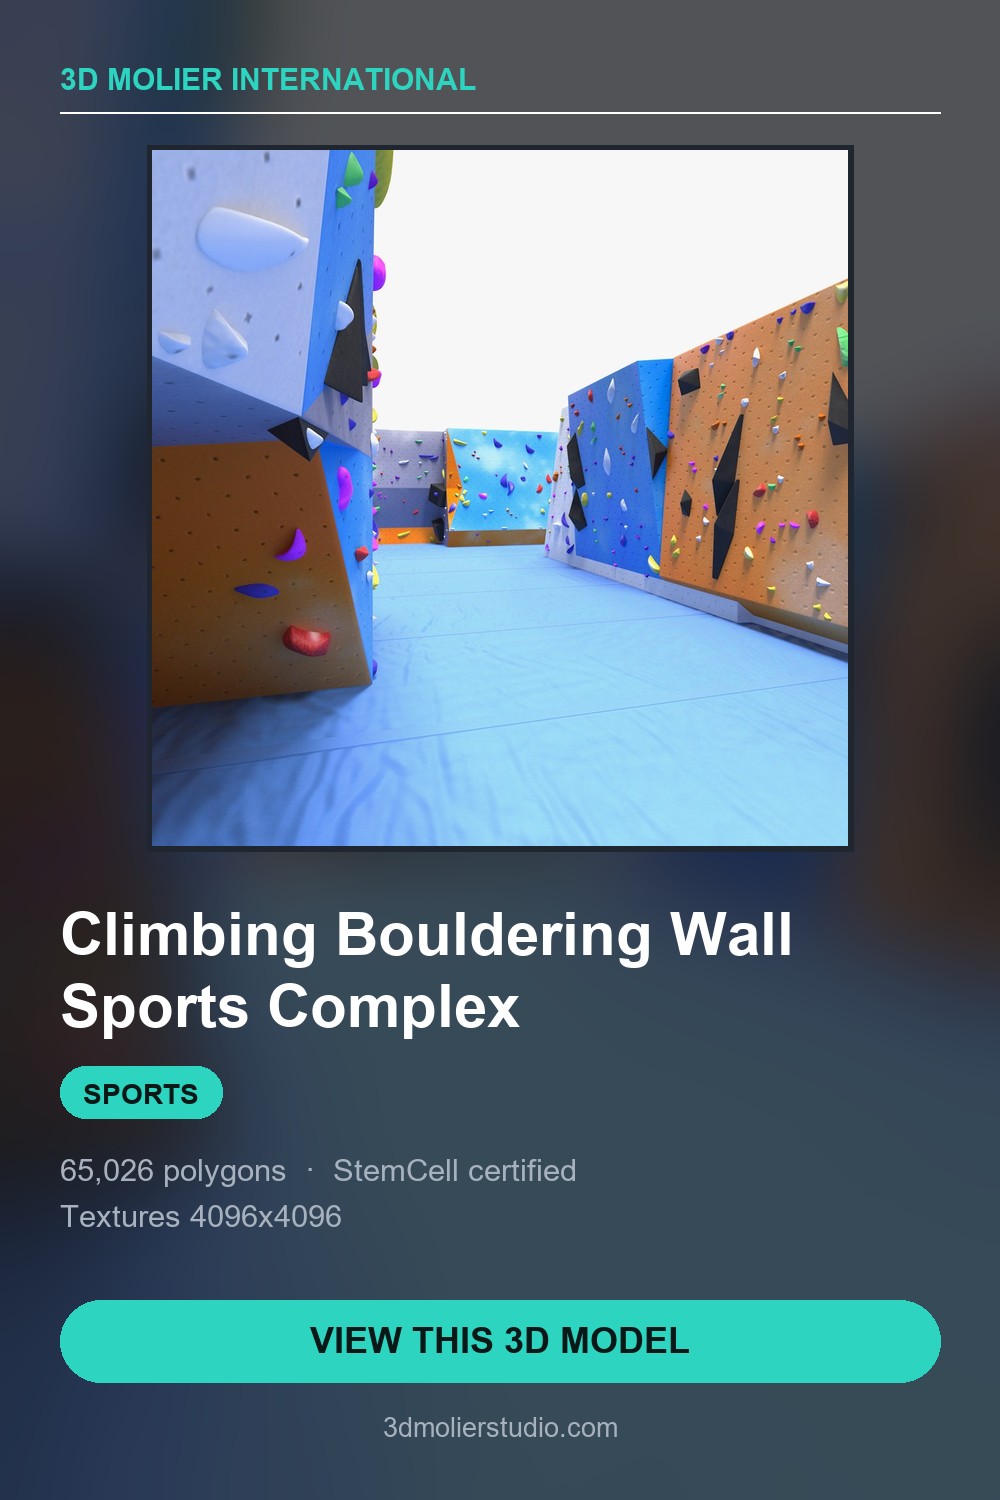 3D MOLIER INTERNATIONAL
Climbing Bouldering Wall
Sports Complex
SPORTS
65,026 polygons · StemCell certified
Textures 4096x4096
VIEW THIS 3D MODEL
3dmolierstudio.com